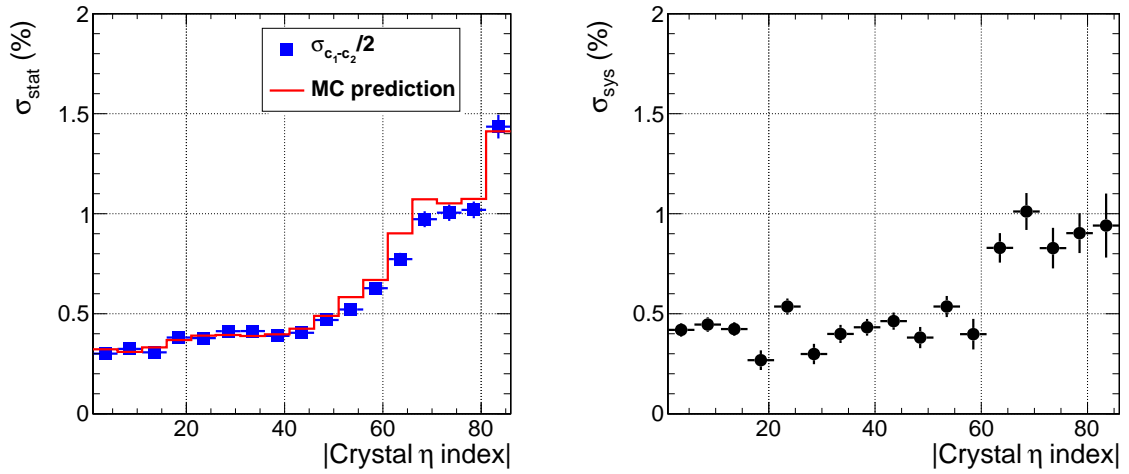 σstat (%)
2
1.5
1
0.5
0
σc1-c2/2
MC prediction
20 40 60 80
|Crystal η index|
σsys (%)
2
1.5
1
0.5
0
20 40 60 80
|Crystal η index|